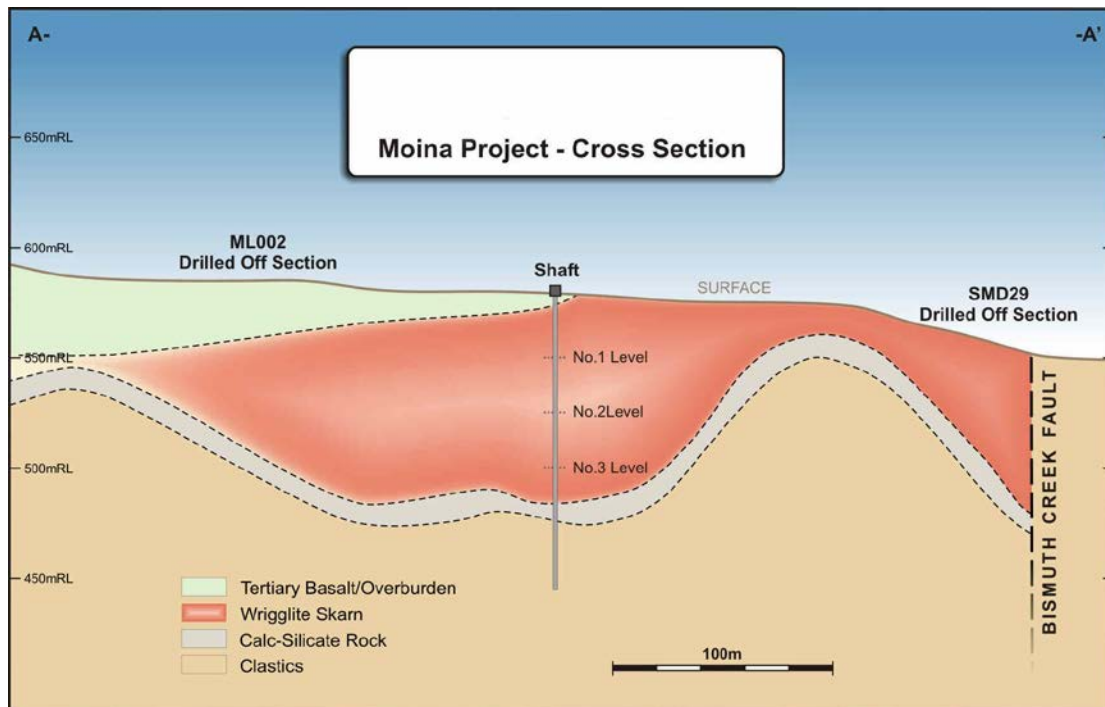 A-
-A'
Moina Project - Cross Section
650mRL
600mRL
ML002
Drilled Off Section
Shaft
SURFACE
SMD29
Drilled Off Section
550mRL
No.1 Level
No.2Level
500mRL
No.3 Level
450mRL
BISMUTH CREEK FAULT
Tertiary Basalt/Overburden
Wrigglite Skarn
Calc-Silicate Rock
Clastics
100m